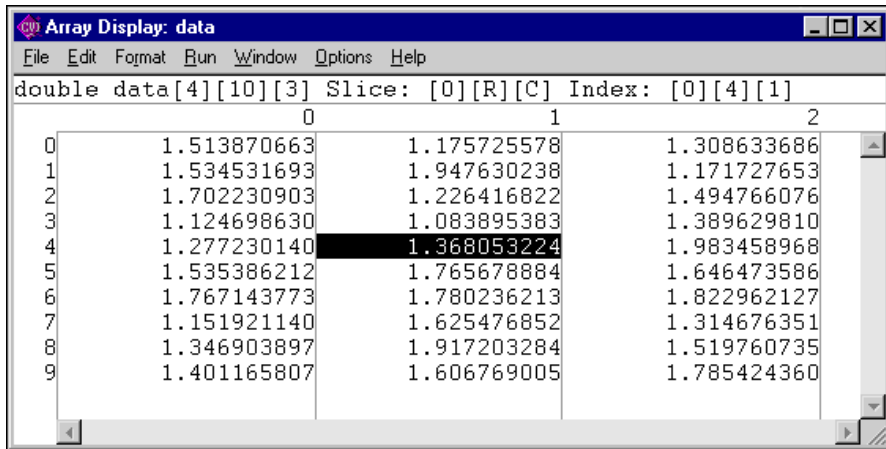 CVI Array Display: data
File Edit Format Run Window Options Help
double data[4][10][3] Slice: [0][R][C] Index: [0][4][1]
0 1 2
0 1.513870663 1.175725578 1.308633686
1 1.534531693 1.947630238 1.171727653
2 1.702230903 1.226416822 1.494766076
3 1.124698630 1.083895383 1.389629810
4 1.277230140 1.368053224 1.983458968
5 1.535386212 1.765678884 1.646473586
6 1.767143773 1.780236213 1.822962127
7 1.151921140 1.625476852 1.314676351
8 1.346903897 1.917203284 1.519760735
9 1.401165807 1.606769005 1.785424360